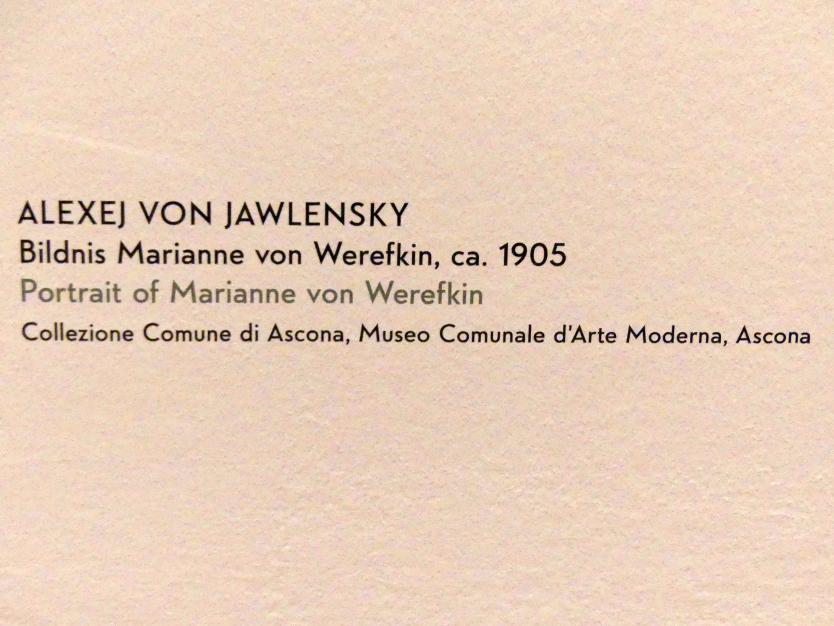 ALEXEJ VON JAWLENSKY
Bildnis Marianne von Werefkin, ca. 1905
Portrait of Marianne von Werefkin
Collezione Comune di Ascona, Museo Comunale d'Arte Moderna, Ascona